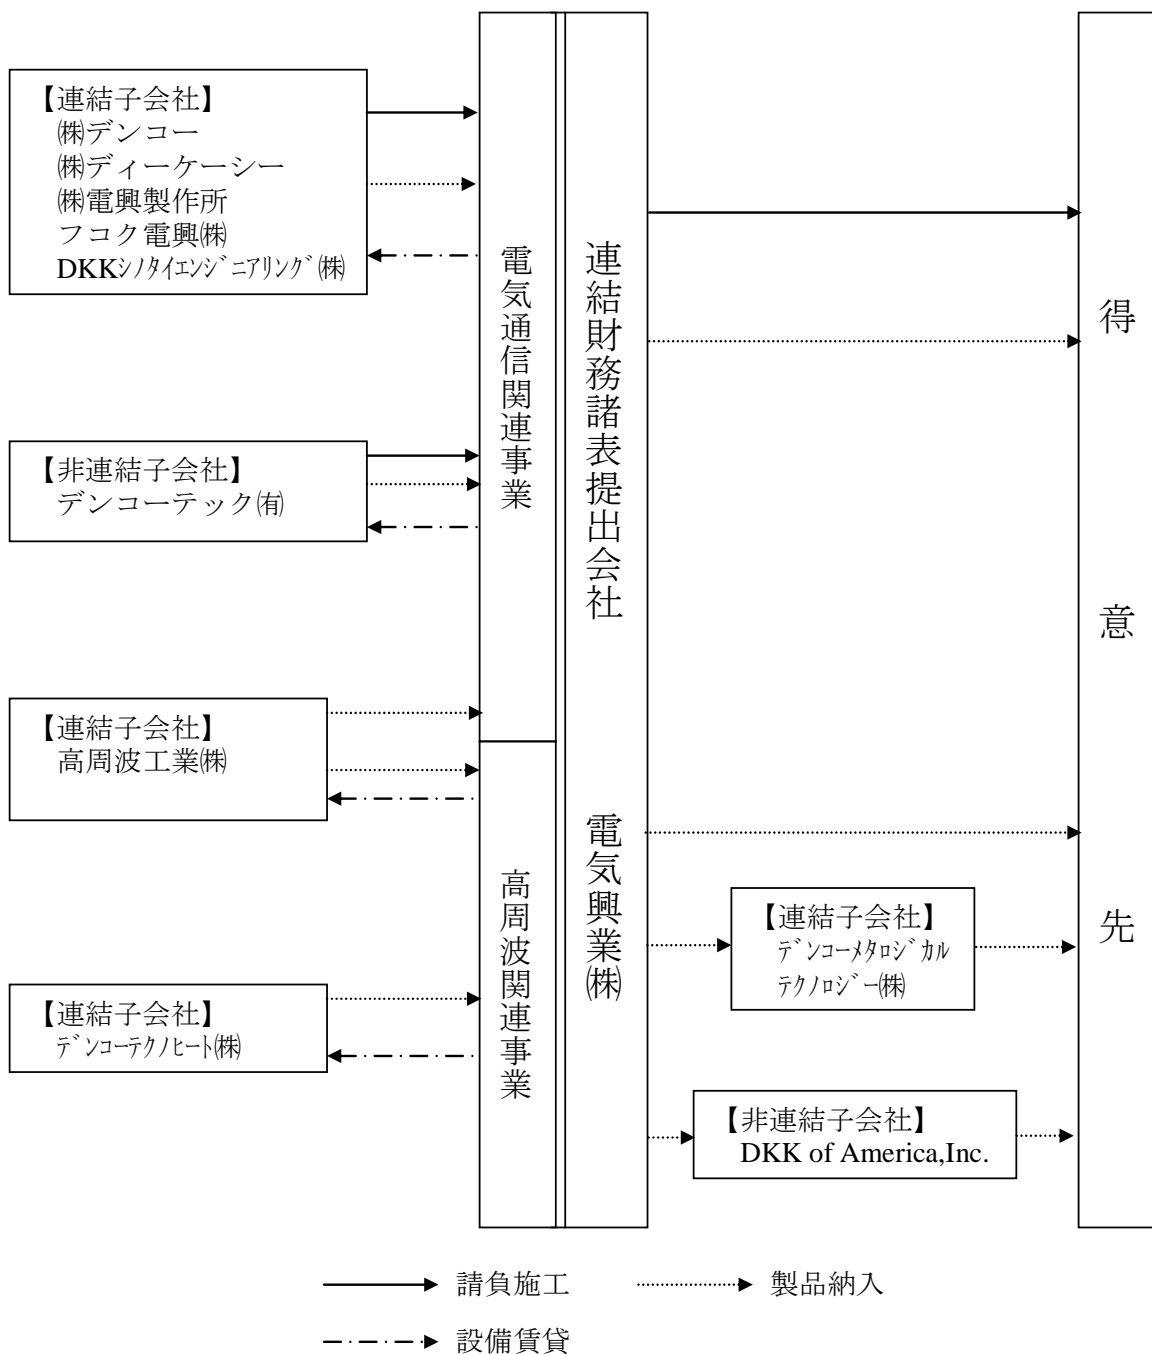 【連結子会社】
㈱デンコー
㈱ディーケーシー
㈱電興製作所
フコク電興㈱
DKKｼﾉﾀｲｴﾝｼﾞﾆｱﾘﾝｸﾞ㈱
【非連結子会社】
デンコーテック㈲
【連結子会社】
高周波工業㈱
【連結子会社】
ﾃﾞﾝｺｰﾃｸﾉﾋｰﾄ㈱
電気通信関連事業
高周波関連事業
連結財務諸表提出会社
電気興業㈱
【連結子会社】
ﾃﾞﾝｺｰﾒﾀﾛｼﾞｶﾙ
ﾃｸﾉﾛｼﾞｰ㈱
【非連結子会社】
DKK of America,Inc.
得意先
請負施工
製品納入
設備賃貸